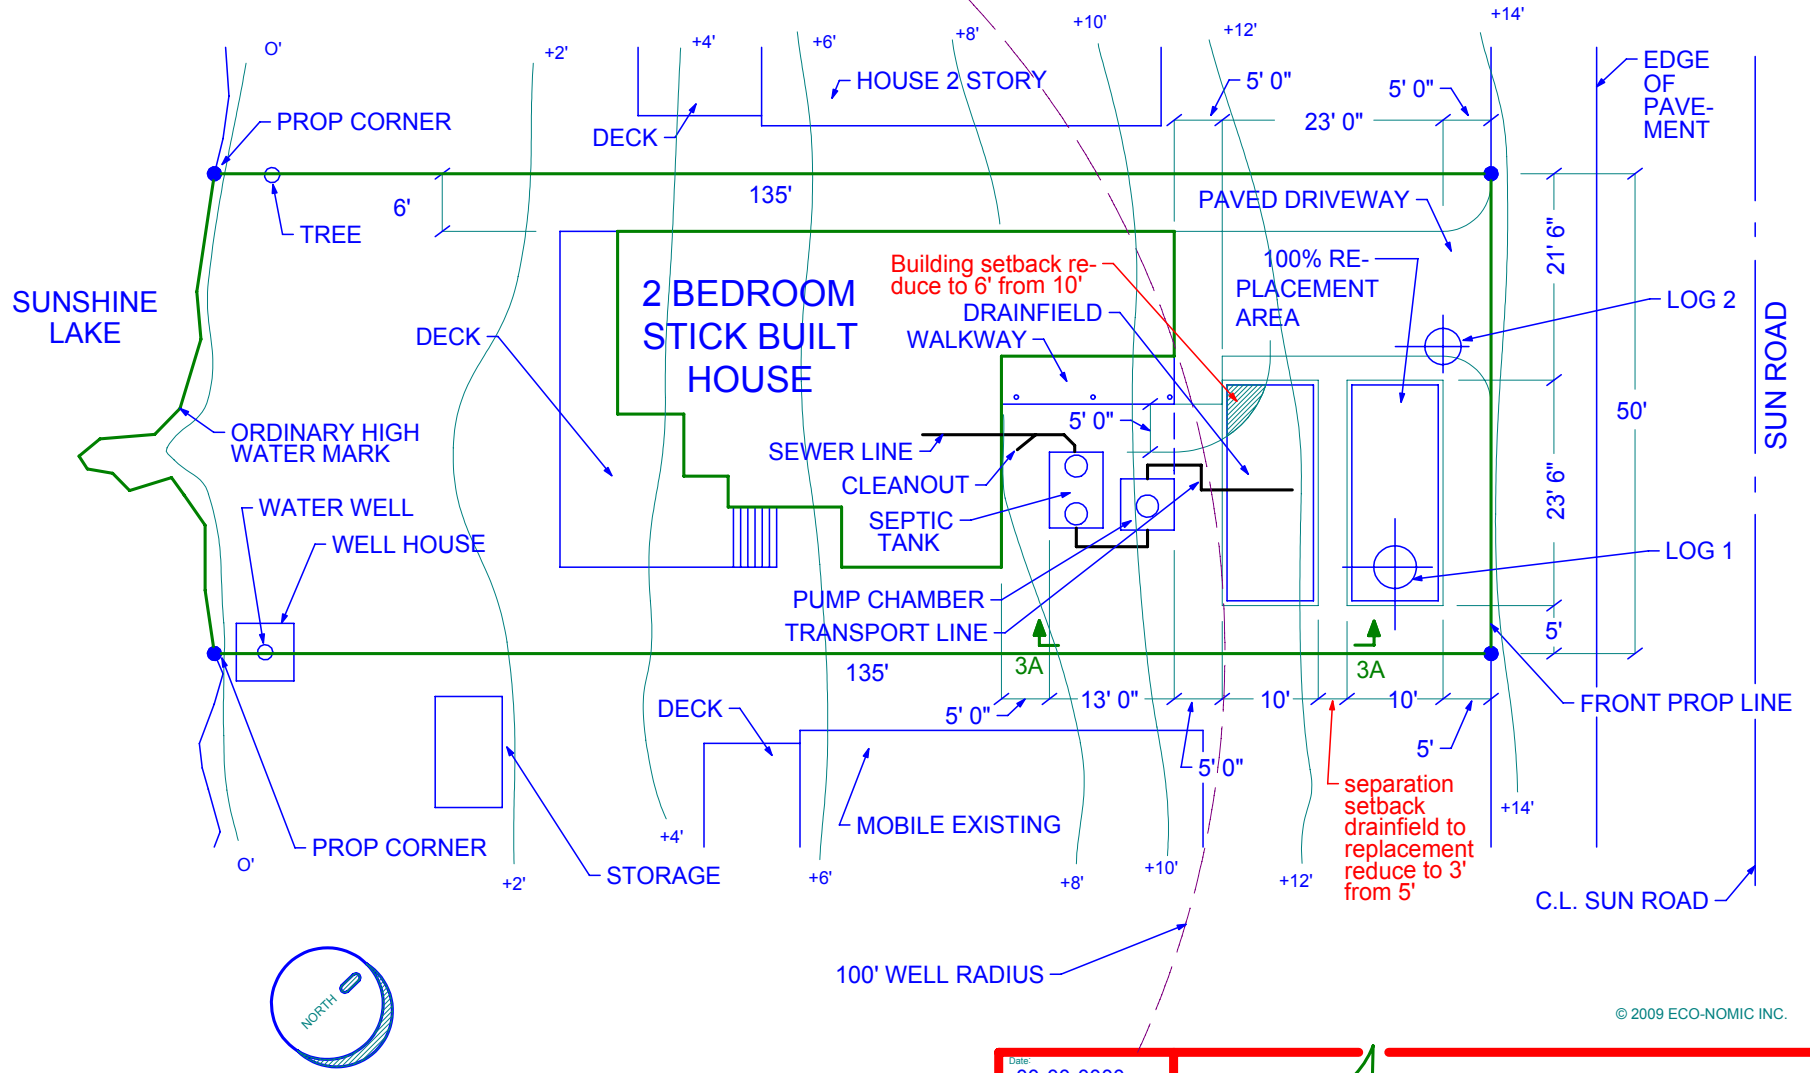 O'
+2'
+4'
+6'
+8'
+10'
+12'
+14'
HOUSE 2 STORY
5' 0"
5' 0"
EDGE
OF
PAVE-
MENT
PROP CORNER
DECK
23' 0"
6'
135'
PAVED DRIVEWAY
TREE
21' 6"
Building setback re-
duce to 6' from 10'
100% RE-
PLACEMENT
AREA
SUNSHINE
LAKE
2 BEDROOM
STICK BUILT
HOUSE
DRAINFIELD
WALKWAY
LOG 2
DECK
SUN ROAD
5' 0"
50'
ORDINARY HIGH
WATER MARK
SEWER LINE
CLEANOUT
SEPTIC
TANK
23' 6"
WATER WELL
WELL HOUSE
LOG 1
PUMP CHAMBER
TRANSPORT LINE
5'
3A
3A
135'
5' 0"
13' 0"
10'
10'
FRONT PROP LINE
DECK
5' 0"
5'
separation
setback
drainfield to
replacement
reduce to 3'
from 5'
+14'
MOBILE EXISTING
+4'
PROP CORNER
O'
STORAGE
+2'
+6'
+8'
+10'
+12'
C.L. SUN ROAD
100' WELL RADIUS
NORTH
© 2009 ECO-NOMIC INC.
Date: